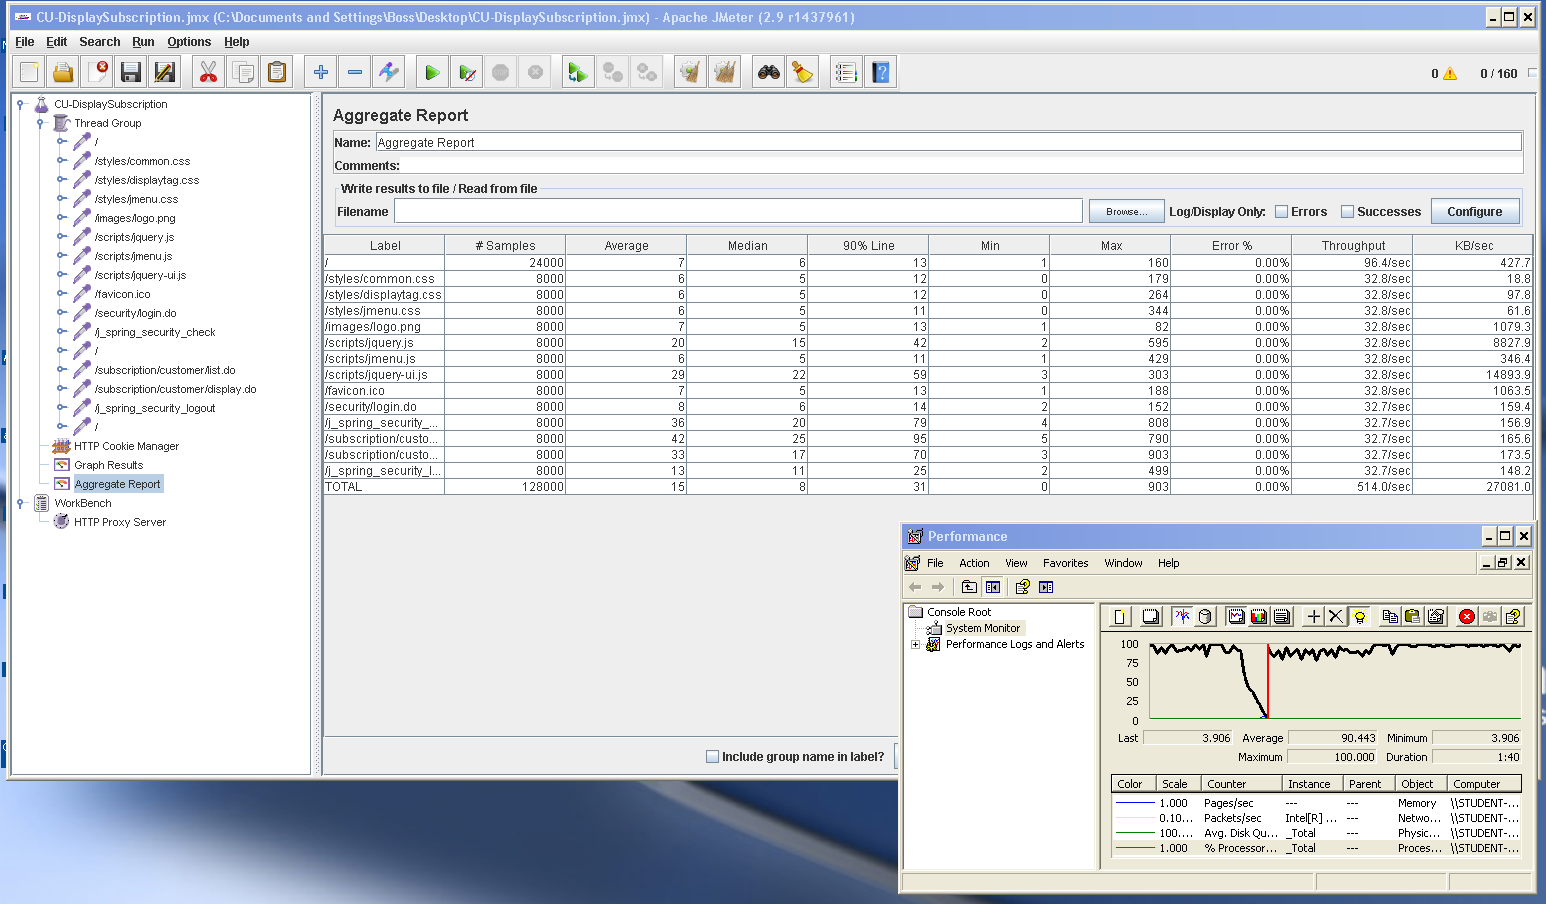 CU-DisplaySubscription.jmx (C:\Documents and Settings\Boss\Desktop\CU-DisplaySubscription.jmx) - Apache JMeter (2.9 r1437961)
File Edit Search Run Options Help
0 0 / 160
CU-DisplaySubscription
Thread Group
/
/styles/common.css
/styles/displaytag.css
/styles/jmenu.css
/images/logo.png
/scripts/jquery.js
/scripts/jmenu.js
/scripts/jquery-ui.js
/favicon.ico
/security/login.do
/j_spring_security_check
/
/subscription/customer/list.do
/subscription/customer/display.do
/j_spring_security_logout
/
HTTP Cookie Manager
Graph Results
Aggregate Report
WorkBench
HTTP Proxy Server
Aggregate Report
Name: Aggregate Report
Comments:
Write results to file / Read from file
Filename Browse... Log/Display Only: Errors Successes Configure
Label # Samples Average Median 90% Line Min Max Error % Throughput KB/sec
/ 24000 7 6 13 1 160 0.00% 96.4/sec 427.7
/styles/common.css 8000 6 5 12 0 179 0.00% 32.8/sec 18.8
/styles/displaytag.css 8000 6 5 12 0 264 0.00% 32.8/sec 97.8
/styles/jmenu.css 8000 6 5 11 0 344 0.00% 32.8/sec 61.6
/images/logo.png 8000 7 5 13 1 82 0.00% 32.8/sec 1079.3
/scripts/jquery.js 8000 20 15 42 2 595 0.00% 32.8/sec 8827.9
/scripts/jmenu.js 8000 6 5 11 1 429 0.00% 32.8/sec 346.4
/scripts/jquery-ui.js 8000 29 22 59 3 303 0.00% 32.8/sec 14893.9
/favicon.ico 8000 7 5 13 1 188 0.00% 32.8/sec 1063.5
/security/login.do 8000 8 6 14 2 152 0.00% 32.7/sec 159.4
/j_spring_security_... 8000 36 20 79 4 808 0.00% 32.7/sec 156.9
/subscription/custo... 8000 42 25 95 5 790 0.00% 32.7/sec 165.6
/subscription/custo... 8000 33 17 70 3 903 0.00% 32.7/sec 173.5
/j_spring_security_l... 8000 13 11 25 2 499 0.00% 32.7/sec 148.2
TOTAL 128000 15 8 31 0 903 0.00% 514.0/sec 27081.0
Include group name in label?
Performance
File Action View Favorites Window Help
Console Root
System Monitor
Performance Logs and Alerts
100
75
50
25
0
Last 3.906 Average 90.443 Minimum 3.906
Maximum 100.000 Duration 1:40
Color Scale Counter Instance Parent Object Computer
1.000 Pages/sec --- --- Memory \\STUDENT-...
0.10... Packets/sec Intel[R] ... --- Netwo... \\STUDENT-...
100.... Avg. Disk Qu... _Total --- Physic... \\STUDENT-...
1.000 % Processor... _Total --- Proces... \\STUDENT-...